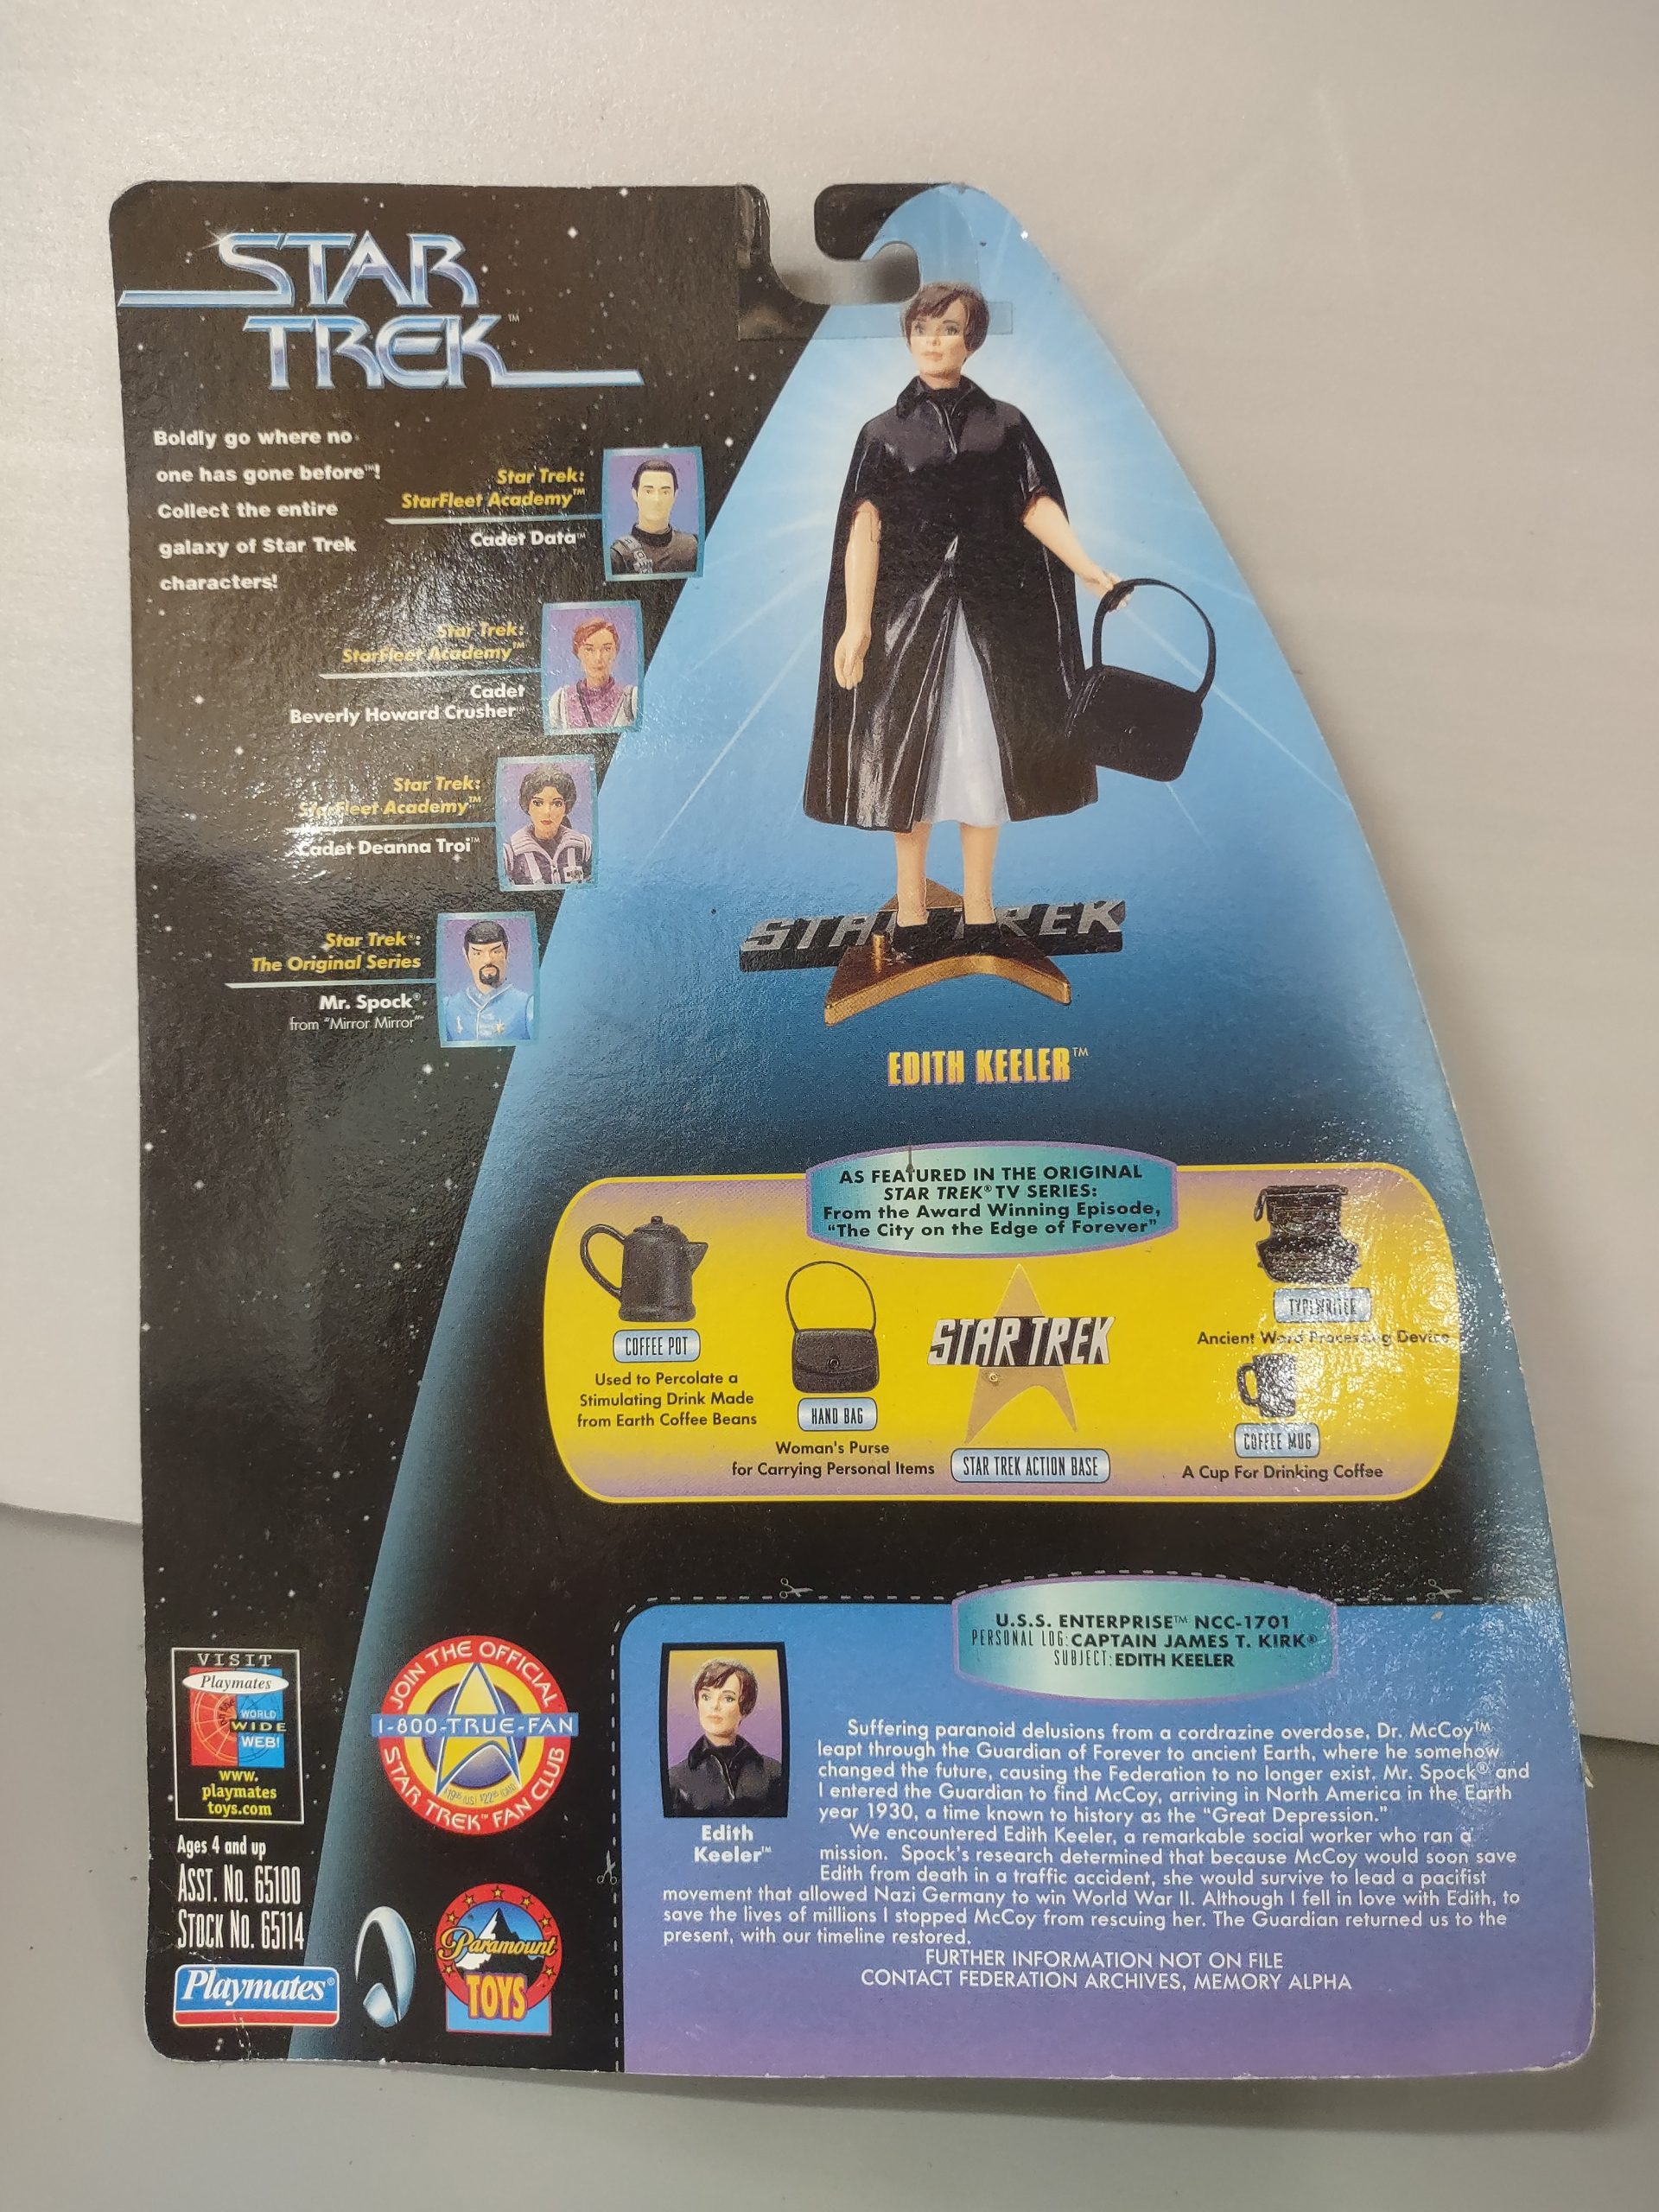 STAR
TREK™
Boldly go where no
one has gone before™!
Collect the entire
galaxy of Star Trek
characters!
Star Trek:
StarFleet Academy™
Cadet Data™
Star Trek:
StarFleet Academy™
Cadet
Beverly Howard Crusher™
Star Trek:
StarFleet Academy™
Cadet Deanna Troi™
Star Trek®:
The Original Series
Mr. Spock®
from "Mirror Mirror"™
STAR TREK
EDITH KEELER™
AS FEATURED IN THE ORIGINAL
STAR TREK® TV SERIES:
From the Award Winning Episode,
"The City on the Edge of Forever"
COFFEE POT
Used to Percolate a
Stimulating Drink Made
from Earth Coffee Beans
HAND BAG
Woman's Purse
for Carrying Personal Items
STAR TREK
STAR TREK ACTION BASE
TYPEWRITER
Ancient Word Processing Device
COFFEE MUG
A Cup For Drinking Coffee
U.S.S. ENTERPRISE™ NCC-1701
PERSONAL LOG: CAPTAIN JAMES T. KIRK®
SUBJECT: EDITH KEELER
Edith
Keeler™
Suffering paranoid delusions from a cordrazine overdose, Dr. McCoy™
leapt through the Guardian of Forever to ancient Earth, where he somehow
changed the future, causing the Federation to no longer exist. Mr. Spock® and
I entered the Guardian to find McCoy, arriving in North America in the Earth
year 1930, a time known to history as the "Great Depression."
We encountered Edith Keeler, a remarkable social worker who ran a
mission. Spock's research determined that because McCoy would soon save
Edith from death in a traffic accident, she would survive to lead a pacifist
movement that allowed Nazi Germany to win World War II. Although I fell in love with Edith, to
save the lives of millions I stopped McCoy from rescuing her. The Guardian returned us to the
present, with our timeline restored.
FURTHER INFORMATION NOT ON FILE
CONTACT FEDERATION ARCHIVES, MEMORY ALPHA
VISIT
Playmates
on the
WORLD
WIDE
WEB!
www.
playmates
toys.com
JOIN THE OFFICIAL
1-800-TRUE-FAN
STAR TREK™ FAN CLUB
Ages 4 and up
ASST. NO. 65100
STOCK NO. 65114
Playmates®
Paramount
TOYS